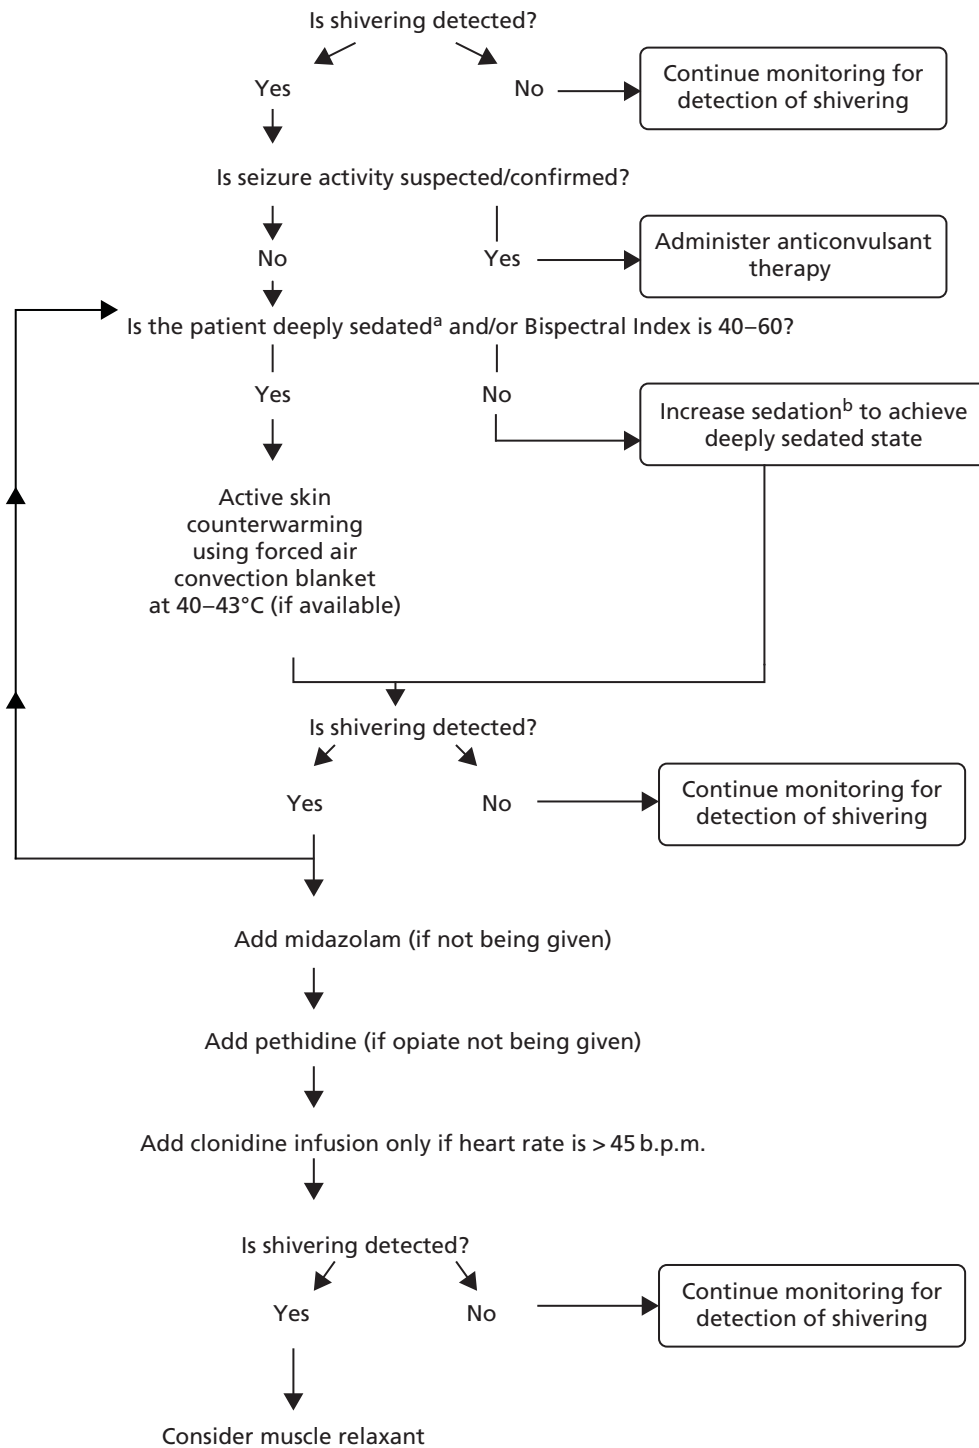 Is shivering detected?
Yes
No
Continue monitoring for
detection of shivering
Is seizure activity suspected/confirmed?
No
Yes
Administer anticonvulsant
therapy
Is the patient deeply sedatedᵃ and/or Bispectral Index is 40–60?
Yes
No
Increase sedationᵇ to achieve
deeply sedated state
Active skin
counterwarming
using forced air
convection blanket
at 40–43°C (if available)
Is shivering detected?
Yes
No
Continue monitoring for
detection of shivering
Add midazolam (if not being given)
Add pethidine (if opiate not being given)
Add clonidine infusion only if heart rate is > 45 b.p.m.
Is shivering detected?
Yes
No
Continue monitoring for
detection of shivering
Consider muscle relaxant